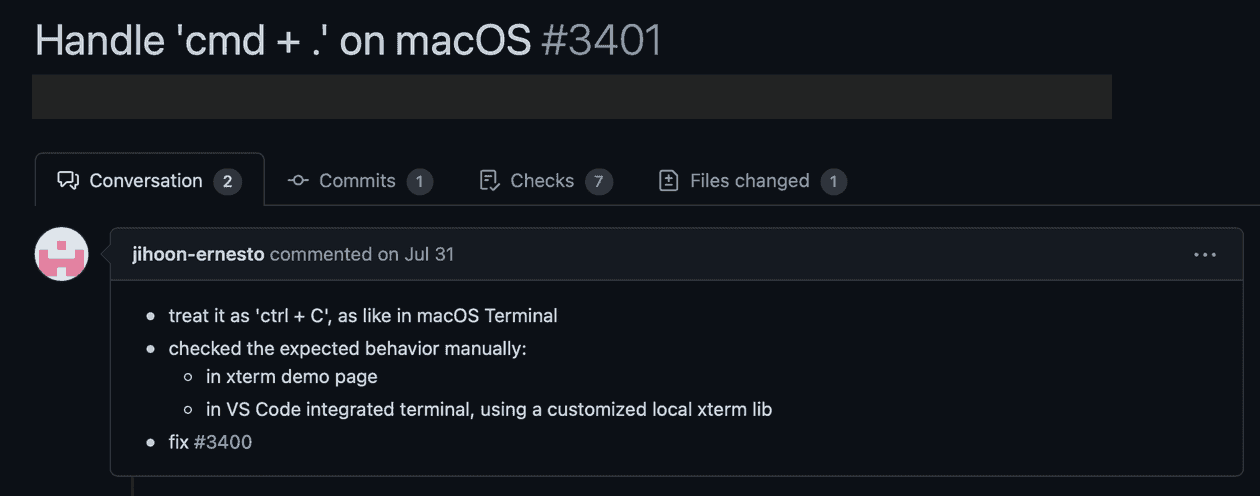 Handle 'cmd + .' on macOS #3401
Conversation 2 Commits 1 Checks 7 Files changed 1
jihoon-ernesto commented on Jul 31
treat it as 'ctrl + C', as like in macOS Terminal
checked the expected behavior manually:
in xterm demo page
in VS Code integrated terminal, using a customized local xterm lib
fix #3400